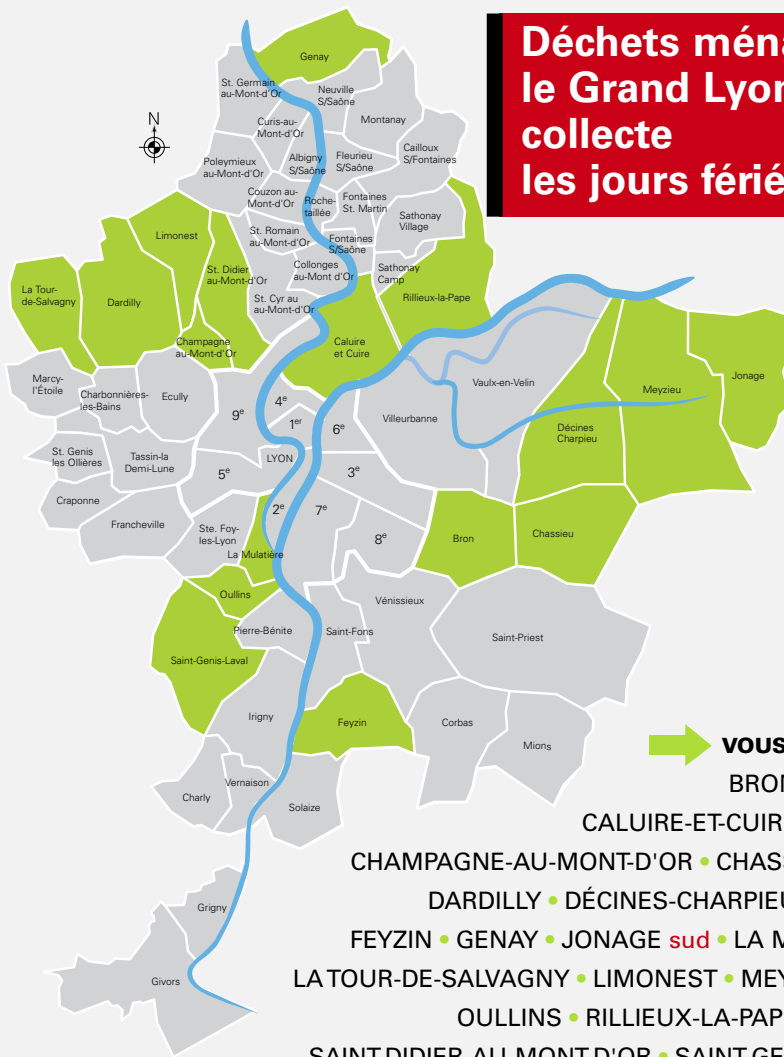 Déchets ména
le Grand Lyon
collecte
les jours férié
N
Genay
St. Germain
au-Mont-d'Or
Neuville
S/Saône
Curis-au-
Mont-d'Or
Montanay
Cailloux
S/Fontaines
Poleymieux
au-Mont-d'Or
Albigny
S/Saône
Fleurieu
S/Saône
Couzon au-
Mont-d'Or
Roche-
taillée
Fontaines
St. Martin
Sathonay
Village
Limonest
St. Romain
au-Mont-d'Or
Fontaines
S/Saône
St. Didier
au-Mont-d'Or
Collonges
au-Mont d'Or
Sathonay
Camp
La Tour-
de-Salvagny
Dardilly
St. Cyr au
au-Mont-d'Or
Rillieux-la-Pape
Champagne
au-Mont-d'Or
Caluire
et Cuire
Marcy-
l'Étoile
Charbonnières-
les-Bains
Ecully
Vaulx-en-Velin
Meyzieu
Jonage
9e
4e
1er
6e
Villeurbanne
Décines
Charpieu
St. Genis
les Ollières
Tassin-la
Demi-Lune
LYON
5e
3e
Craponne
Francheville
Ste. Foy-
les-Lyon
2e
7e
8e
Bron
Chassieu
La Mulatière
Oullins
Vénissieux
Pierre-Bénite
Saint-Fons
Saint-Priest
Saint-Genis-Laval
Irigny
Feyzin
Corbas
Mions
Charly
Vernaison
Solaize
Grigny
Givors
VOUS
BRON
CALUIRE-ET-CUIR
CHAMPAGNE-AU-MONT-D'OR • CHAS
DARDILLY • DÉCINES-CHARPIEU
FEYZIN • GENAY • JONAGE sud • LA M
LA TOUR-DE-SALVAGNY • LIMONEST • MEY
OULLINS • RILLIEUX-LA-PAP
SAINT DIDIER AU MONT D'OR • SAINT GE